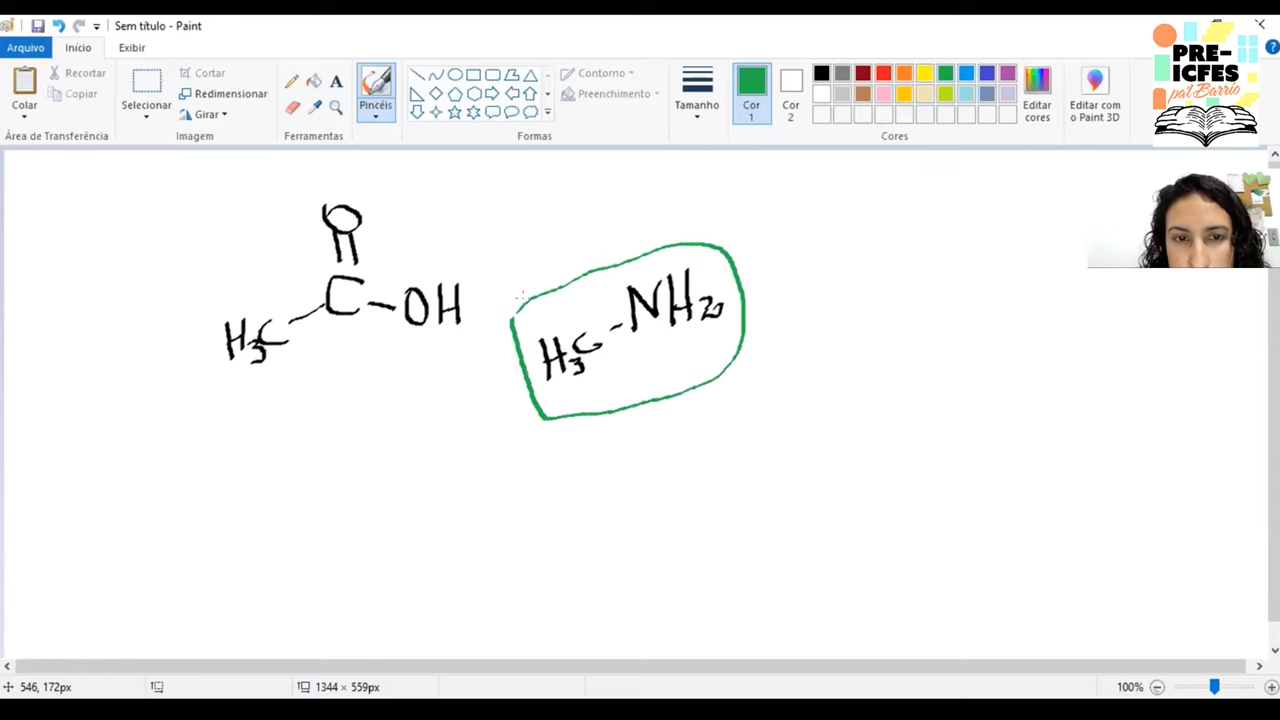 Sem título - Paint
Arquivo
Início
Exibir
PRE-
ICFES
pal Barrio
Colar
Recortar
Copiar
Área de Transferência
Selecionar
Cortar
Redimensionar
Girar
Imagem
Ferramentas
Pincéis
Contorno
Preenchimento
Formas
Tamanho
Cor
1
Cor
2
Editar
cores
Cores
Editar com
o Paint 3D
O
C
OH
H3C
H3C
NH2
546, 172px
1344 × 559px
100%